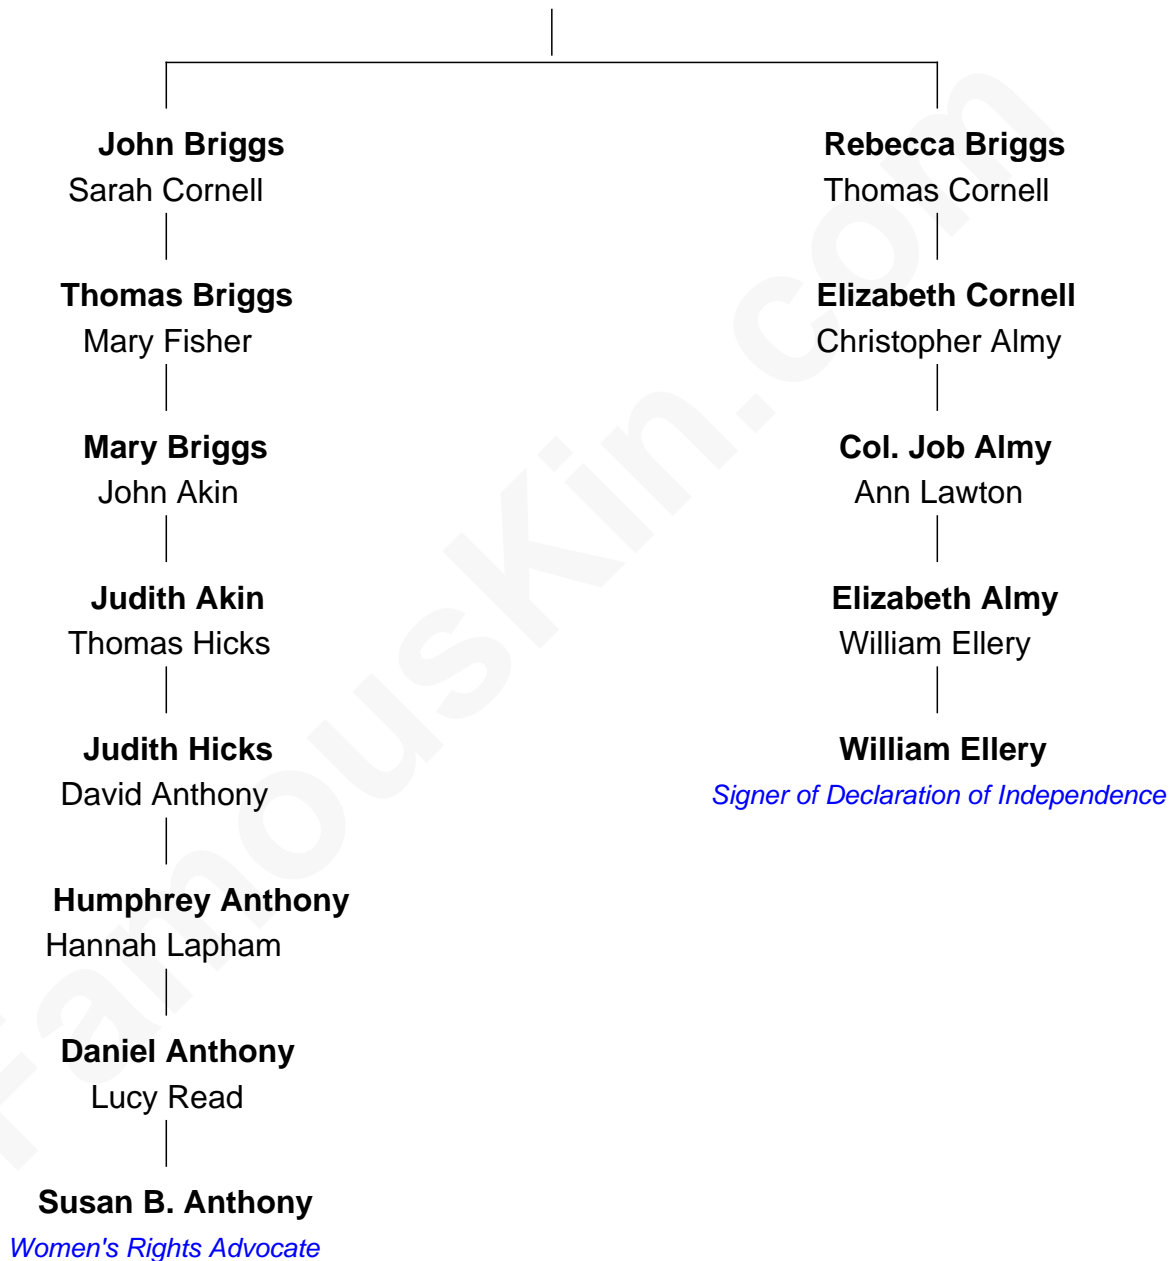 John Briggs
Sarah Cornell
Thomas Briggs
Mary Fisher
Mary Briggs
John Akin
Judith Akin
Thomas Hicks
Judith Hicks
David Anthony
Humphrey Anthony
Hannah Lapham
Daniel Anthony
Lucy Read
Susan B. Anthony
Women's Rights Advocate
Rebecca Briggs
Thomas Cornell
Elizabeth Cornell
Christopher Almy
Col. Job Almy
Ann Lawton
Elizabeth Almy
William Ellery
William Ellery
Signer of Declaration of Independence
FamousKin.com